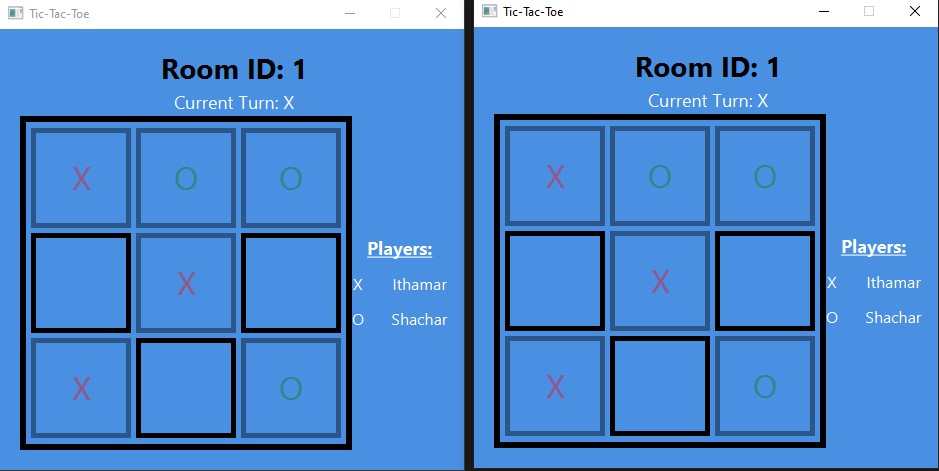 Tic-Tac-Toe
Room ID: 1
Current Turn: X
X O O
X
X O
Players:
X Ithamar
O Shachar
Tic-Tac-Toe
Room ID: 1
Current Turn: X
X O O
X
X O
Players:
X Ithamar
O Shachar